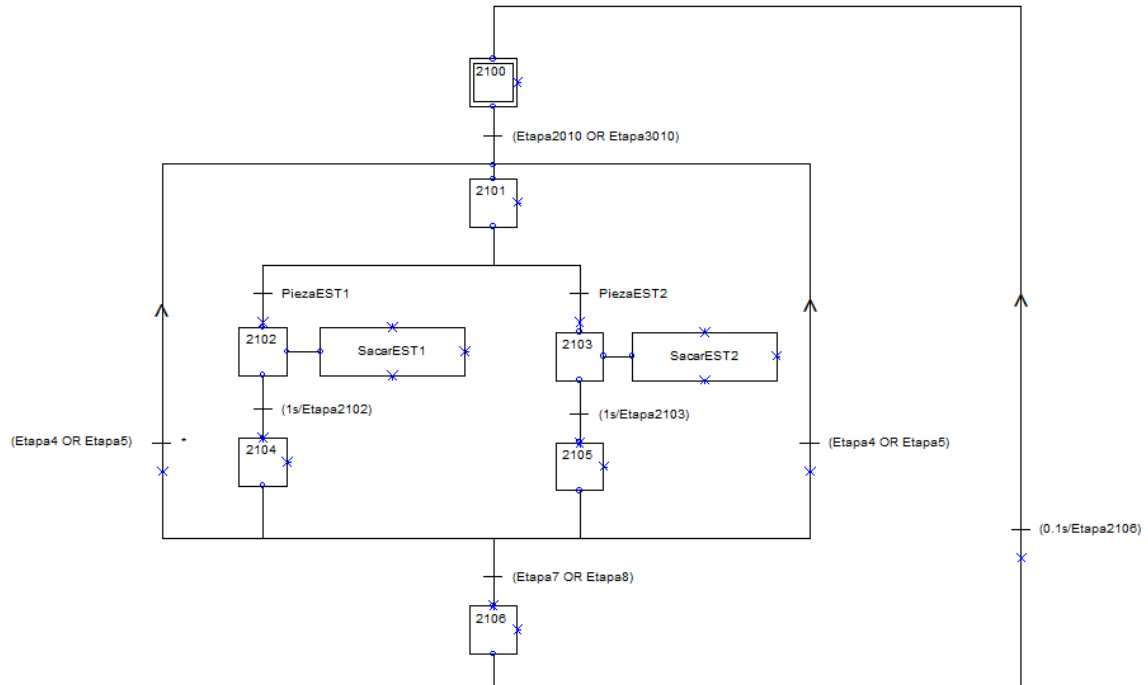 2100
(Etapa2010 OR Etapa3010)
2101
PiezaEST1
PiezaEST2
2102
SacarEST1
2103
SacarEST2
(1s/Etapa2102)
(1s/Etapa2103)
(Etapa4 OR Etapa5) *
2104
2105
(Etapa4 OR Etapa5)
(0.1s/Etapa2106)
(Etapa7 OR Etapa8)
2106